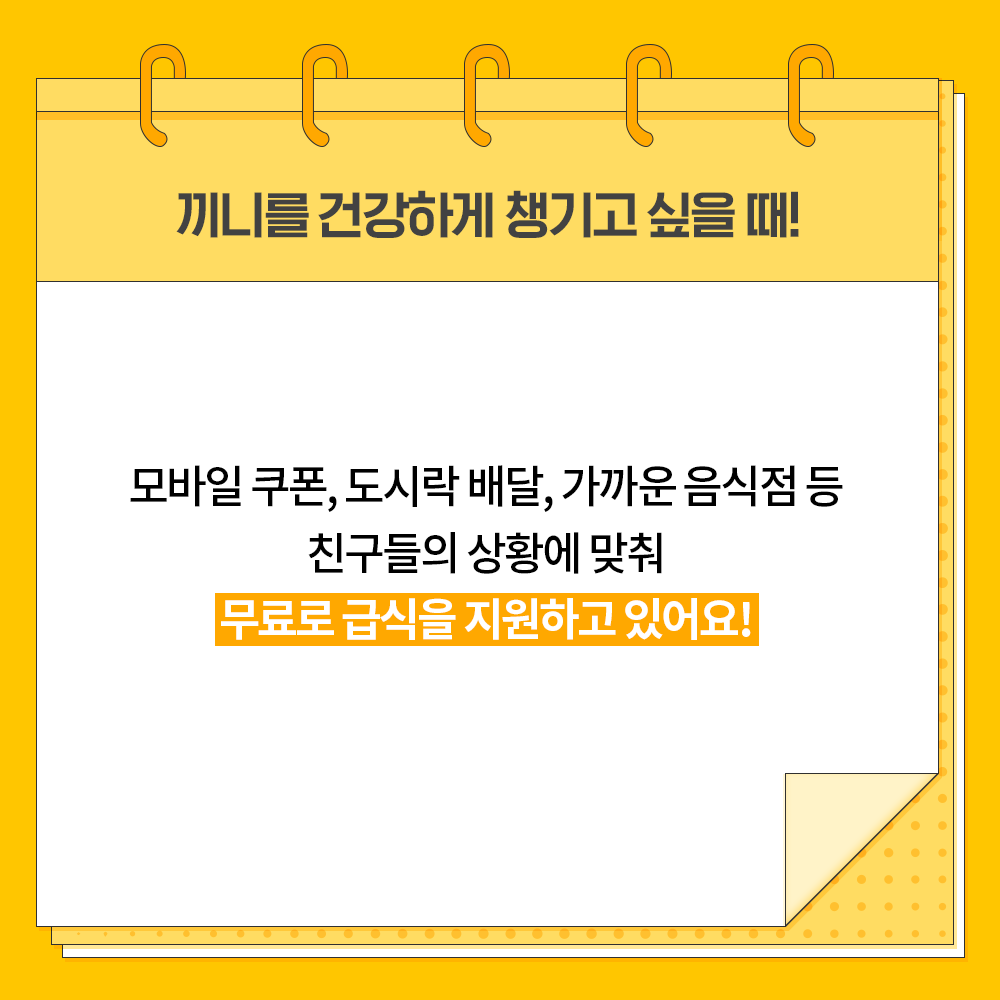 끼니를 건강하게 챙기고 싶을 때!
모바일 쿠폰, 도시락 배달, 가까운 음식점 등
친구들의 상황에 맞춰
무료로 급식을 지원하고 있어요!